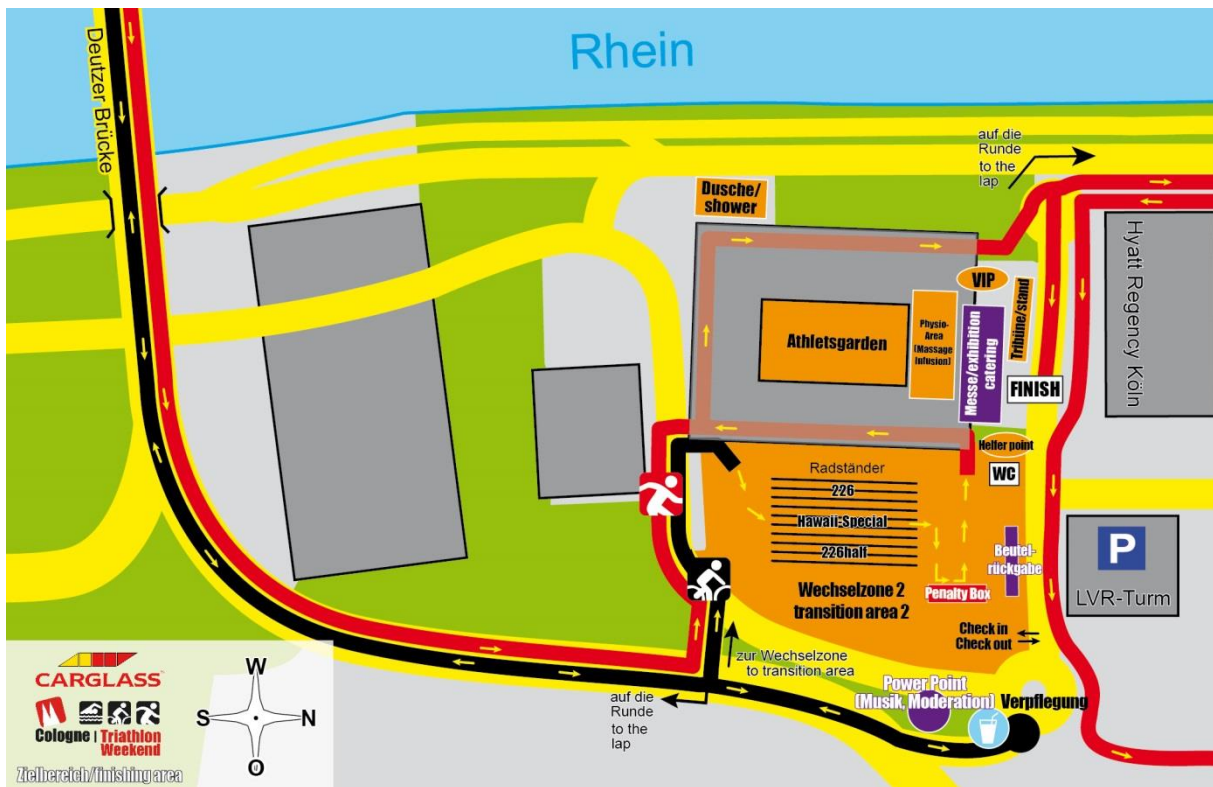 Rhein
Deutzer Brücke
auf die
Runde
to the
lap
Dusche/
shower
Hyatt Regency Köln
VIP
Tribüne/stand
Athletsgarden
Physio-
Area
(Massage
Infusion)
Messe/exhibition
catering
FINISH
Helfer point
WC
Radständer
226
Hawaii-Special
226half
Beutel-
rückgabe
P
LVR-Turm
Penalty Box
Wechselzone 2
transition area 2
Check in
Check out
zur Wechselzone
to transition area
auf die
Runde
to the
lap
Power Point
(Musik, Moderation)
Verpflegung
CARGLASS
Cologne | Triathlon
Weekend
Zielbereich/finishing area
W
S
N
O